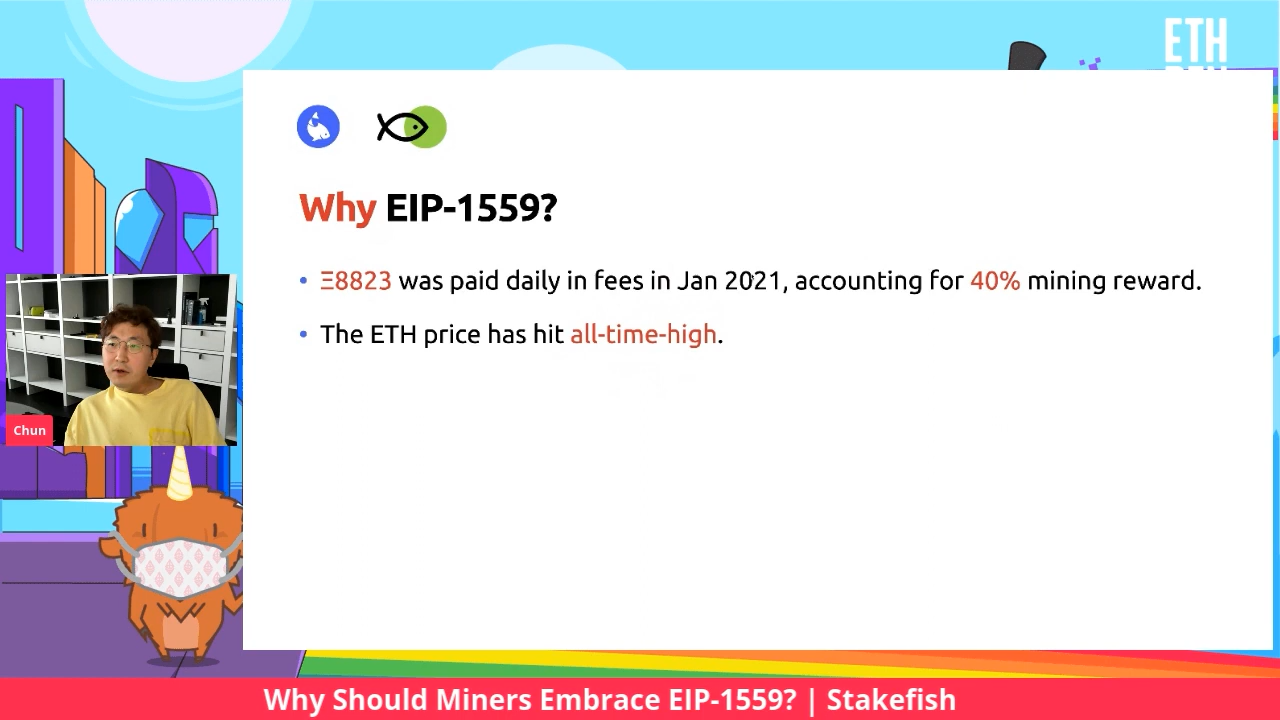 ETH
Why EIP-1559?
• Ξ8823 was paid daily in fees in Jan 2021, accounting for 40% mining reward.
• The ETH price has hit all-time-high.
Chun
Why Should Miners Embrace EIP-1559? | Stakefish